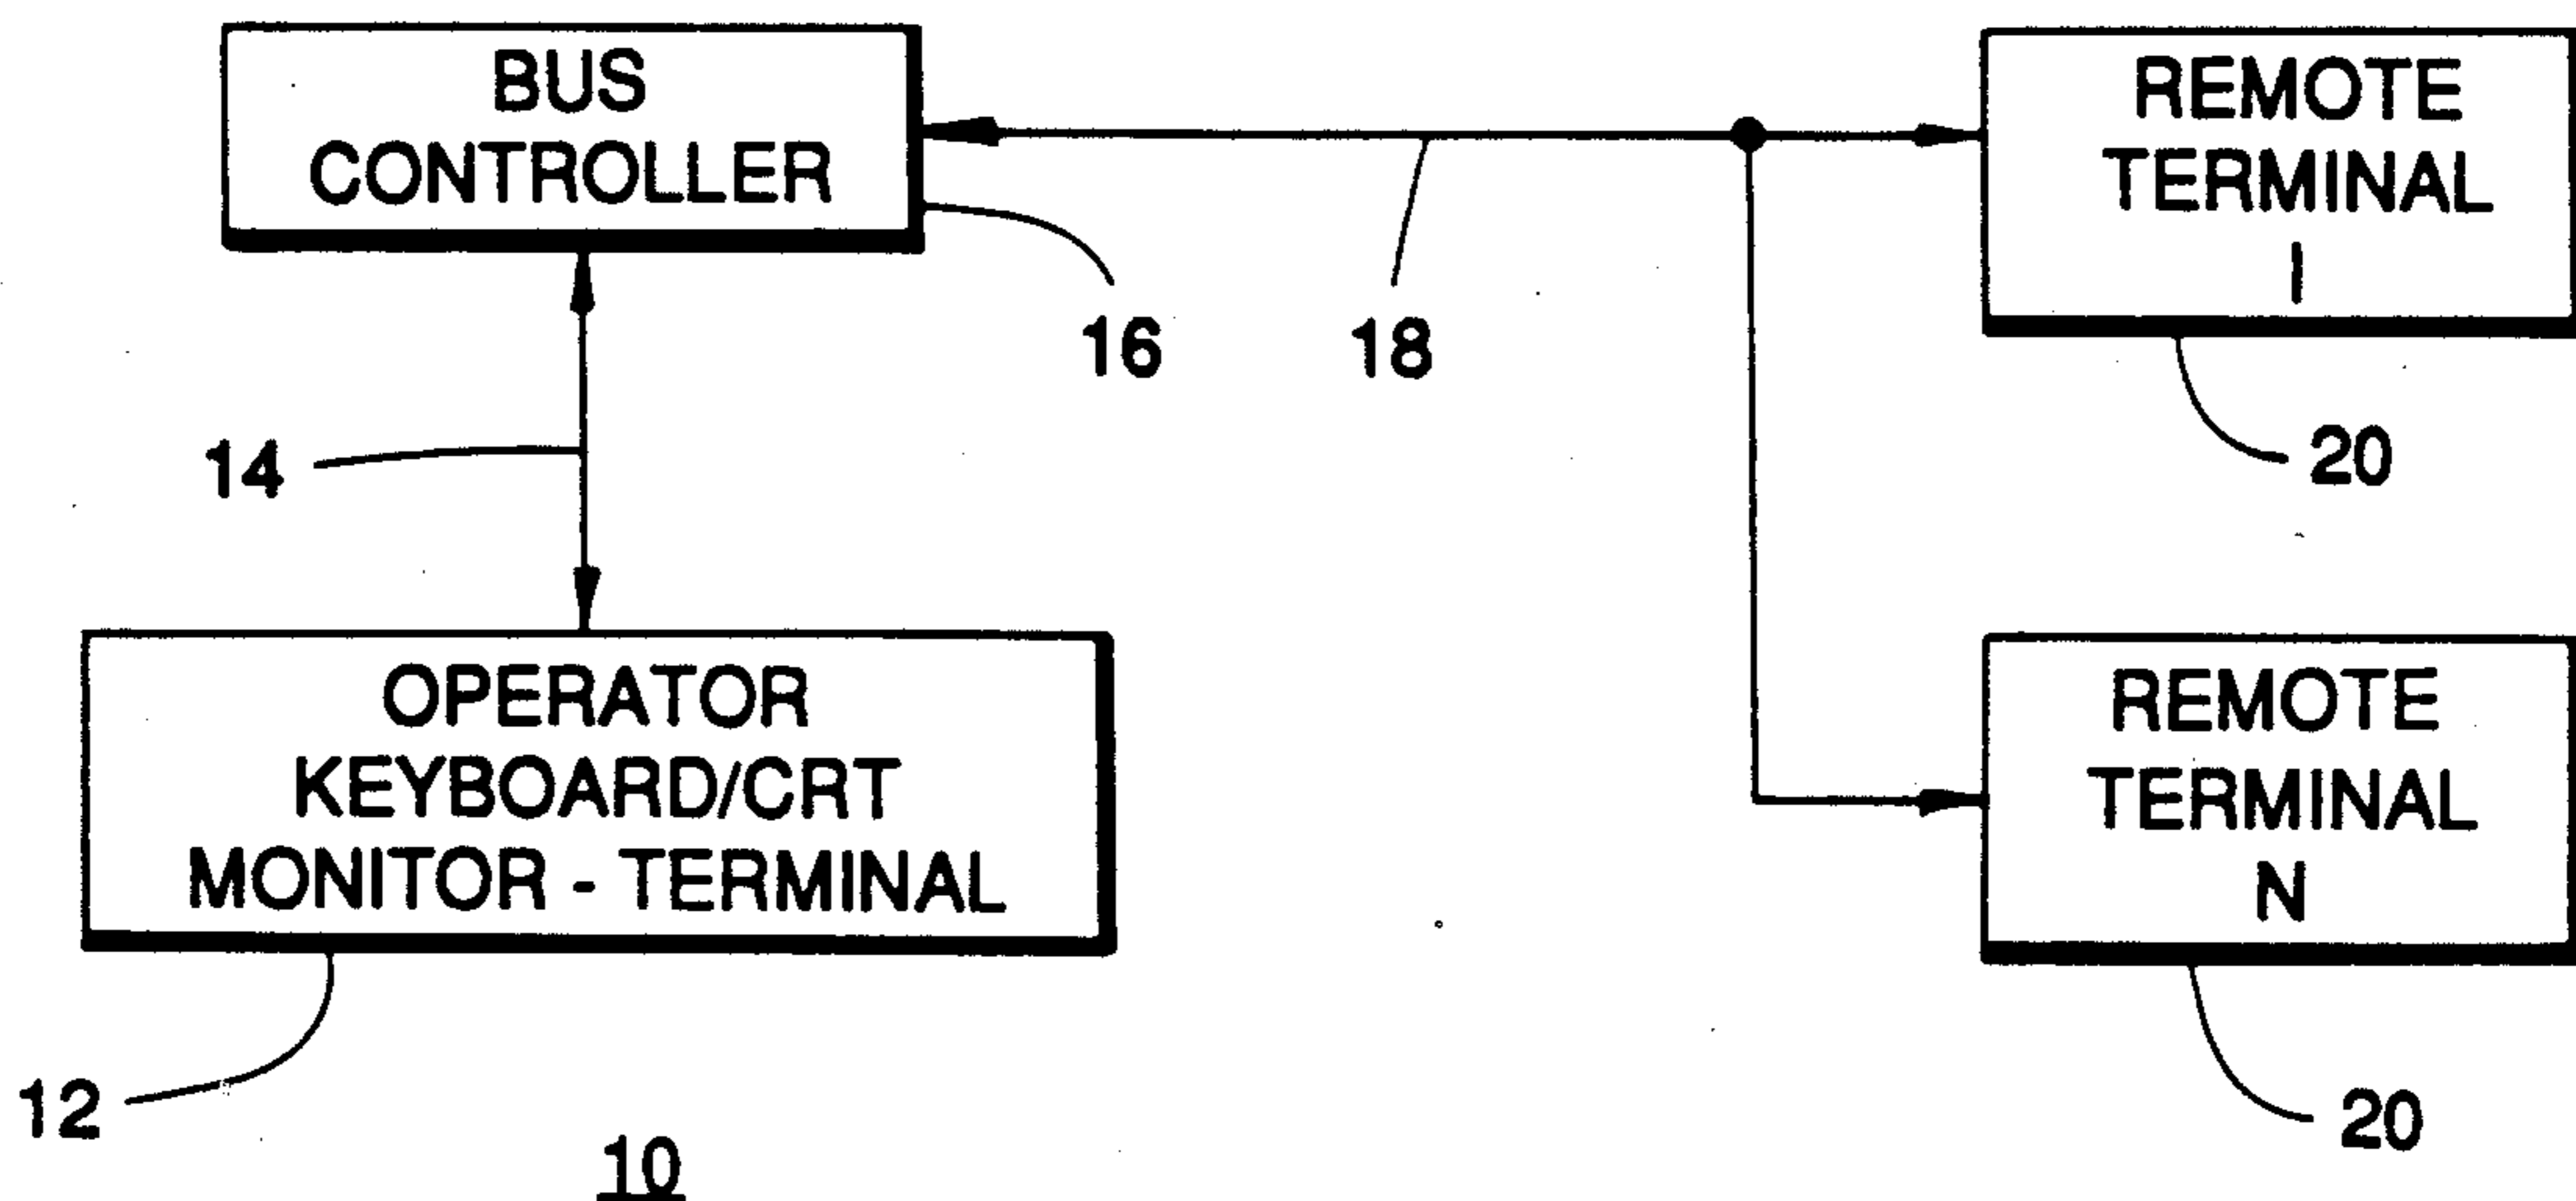 BUS
CONTROLLER
REMOTE
TERMINAL
I
16
18
14
20
OPERATOR
KEYBOARD/CRT
MONITOR - TERMINAL
REMOTE
TERMINAL
N
12
20
10